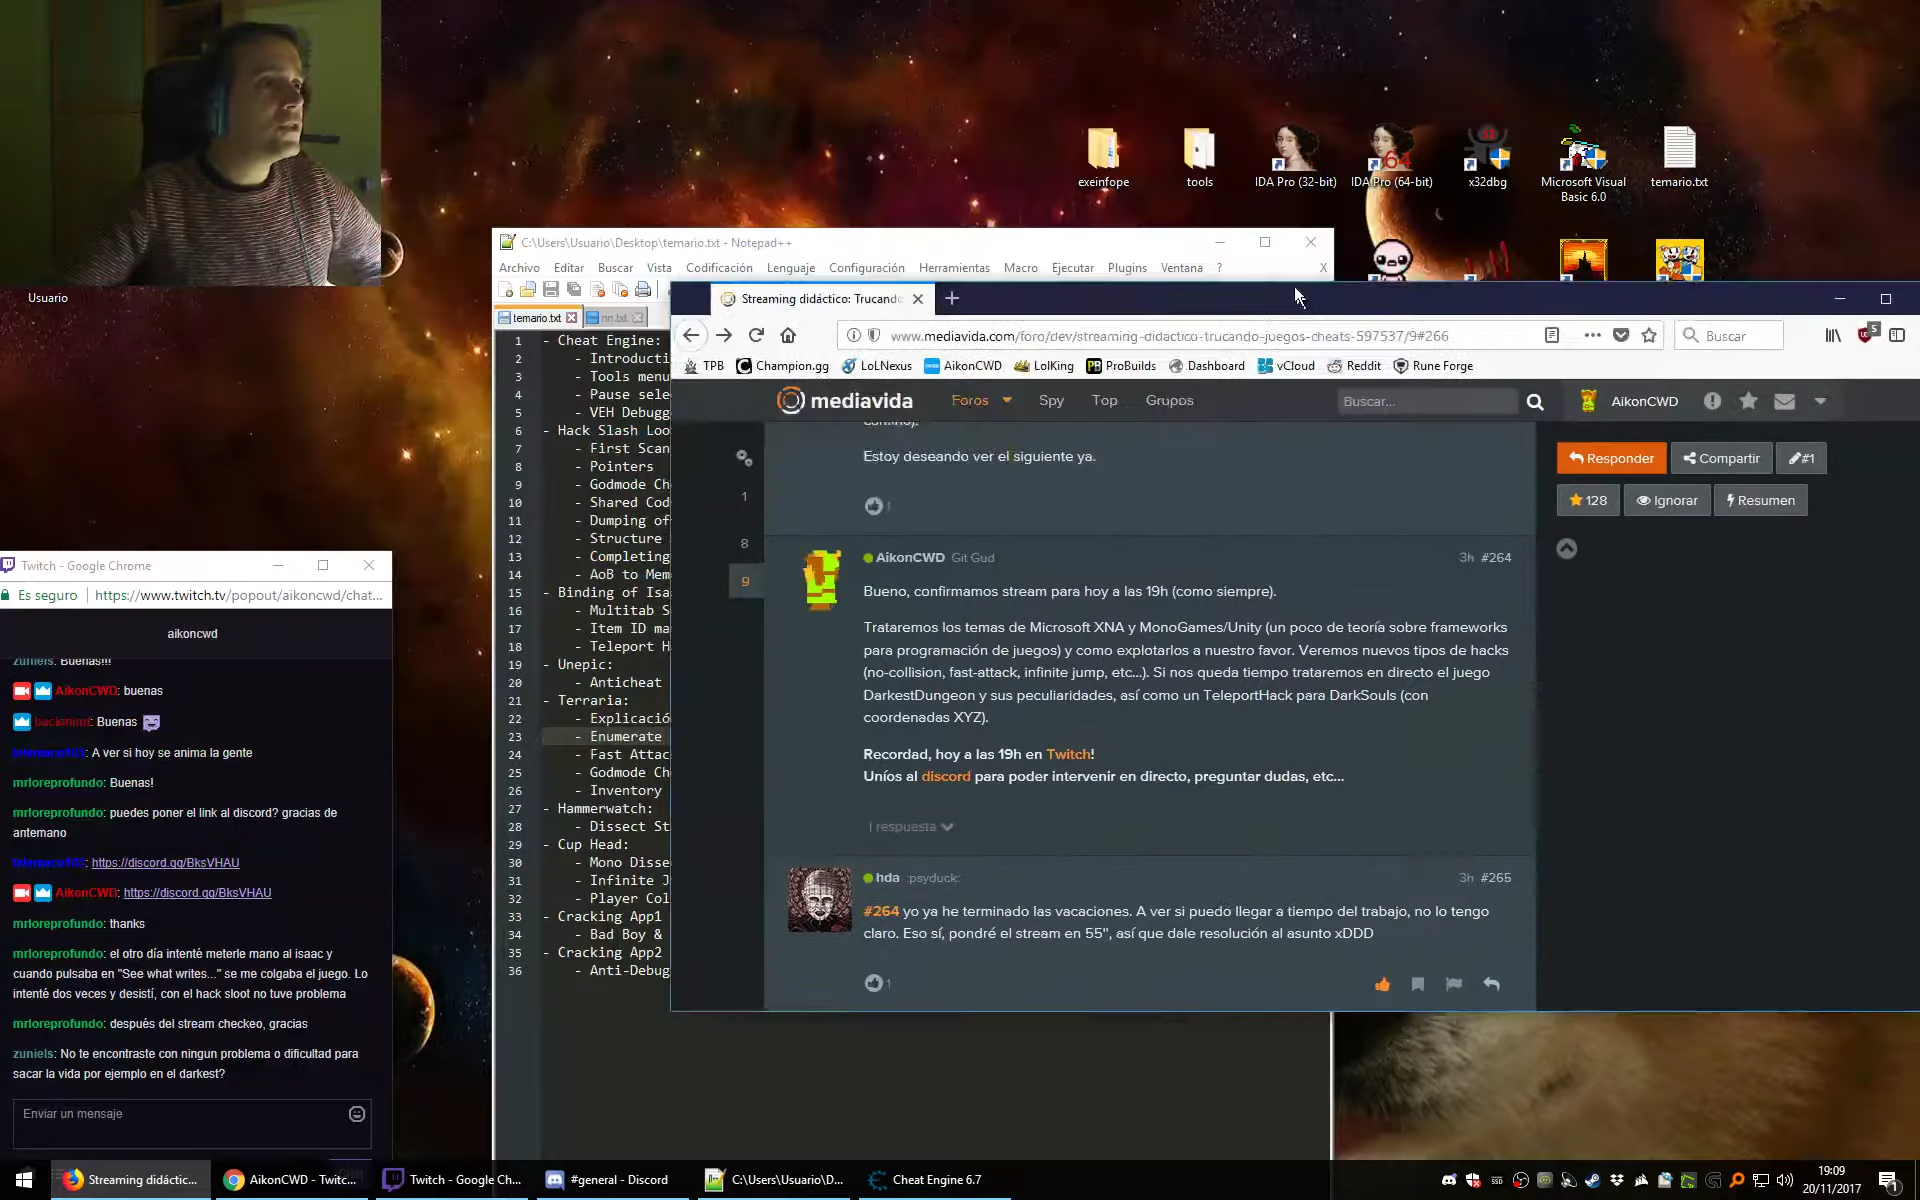 Usuario
exeinfope
tools
IDA Pro (32-bit)
IDA Pro (64-bit)
x32dbg
Microsoft Visual
Basic 6.0
temario.txt
C:\Users\Usuario\Desktop\temario.txt - Notepad++
Archivo Editar Buscar Vista Codificación Lenguaje Configuración Herramientas Macro Ejecutar Plugins Ventana ? X
temario.txt
nn.txt
1 - Cheat Engine:
2 - Introducti
3 - Tools menu
4 - Pause sele
5 - VEH Debugg
6 - Hack Slash Loo
7 - First Scan
8 - Pointers
9 - Godmode Ch
10 - Shared Cod
11 - Dumping of
12 - Structure
13 - Completing
14 - AoB to Mem
15 - Binding of Isa
16 - Multitab S
17 - Item ID ma
18 - Teleport H
19 - Unepic:
20 - Anticheat
21 - Terraria:
22 - Explicació
23 - Enumerate
24 - Fast Attac
25 - Godmode Ch
26 - Inventory
27 - Hammerwatch:
28 - Dissect St
29 - Cup Head:
30 - Mono Disse
31 - Infinite J
32 - Player Col
33 - Cracking App1
34 - Bad Boy &
35 - Cracking App2
36 - Anti-Debug
Streaming didáctico: Trucando
www.mediavida.com/foro/dev/streaming-didactico-trucando-juegos-cheats-597537/9#266
Buscar
5
TPB Champion.gg LoLNexus AikonCWD LolKing ProBuilds Dashboard vCloud Reddit Rune Forge
mediavida Foros Spy Top Grupos Buscar... AikonCWD
Estoy deseando ver el siguiente ya.
1
1
8
9
Responder Compartir #1
128 Ignorar Resumen
AikonCWD Git Gud 3h #264
Bueno, confirmamos stream para hoy a las 19h (como siempre).
Trataremos los temas de Microsoft XNA y MonoGames/Unity (un poco de teoría sobre frameworks
para programación de juegos) y como explotarlos a nuestro favor. Veremos nuevos tipos de hacks
(no-collision, fast-attack, infinite jump, etc...). Si nos queda tiempo trataremos en directo el juego
DarkestDungeon y sus peculiaridades, así como un TeleportHack para DarkSouls (con
coordenadas XYZ).
Recordad, hoy a las 19h en Twitch!
Uníos al discord para poder intervenir en directo, preguntar dudas, etc...
1 respuesta
hda :psyduck: 3h #265
#264 yo ya he terminado las vacaciones. A ver si puedo llegar a tiempo del trabajo, no lo tengo
claro. Eso sí, pondré el stream en 55", así que dale resolución al asunto xDDD
1
Twitch - Google Chrome
Es seguro https://www.twitch.tv/popout/aikoncwd/chat...
aikoncwd
zuniels: Buenas!!!
AikonCWD: buenas
backmint: Buenas
: A ver si hoy se anima la gente
mrloreprofundo: Buenas!
mrloreprofundo: puedes poner el link al discord? gracias de
antemano
: https://discord.gg/BksVHAU
AikonCWD: https://discord.gg/BksVHAU
mrloreprofundo: thanks
mrloreprofundo: el otro día intenté meterle mano al isaac y
cuando pulsaba en "See what writes..." se me colgaba el juego. Lo
intenté dos veces y desistí, con el hack sloot no tuve problema
mrloreprofundo: después del stream checkeo, gracias
zuniels: No te encontraste con ningun problema o dificultad para
sacar la vida por ejemplo en el darkest?
Enviar un mensaje
Streaming didáctic...
AikonCWD - Twitc...
Twitch - Google Ch...
#general - Discord
C:\Users\Usuario\D...
Cheat Engine 6.7
19:09
20/11/2017
1